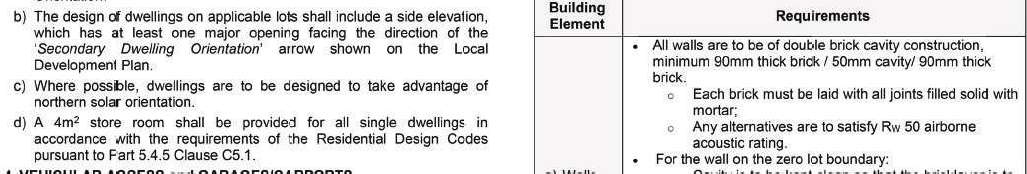 b) The design of dwellings on applicable lots shall include a side elevation,
which has at least one major opening facing the direction of the
'Secondary Dwelling Orientation' arrow shown on the Local
Development Plan.
c) Where possible, dwellings are to be designed to take advantage of
northern solar orientation.
d) A 4m² store room shall be provided for all single dwellings in
accordance with the requirements of the Residential Design Codes
pursuant to Part 5.4.5 Clause C5.1.
Building
Element
Requirements
• All walls are to be of double brick cavity construction,
minimum 90mm thick brick / 50mm cavity/ 90mm thick
brick.
o Each brick must be laid with all joints filled solid with
mortar;
o Any alternatives are to satisfy Rw 50 airborne
acoustic rating.
• For the wall on the zero lot boundary: